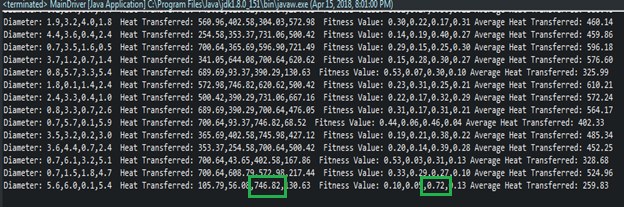 <terminated> MainDriver [Java Application] C:\Program Files\Java\jdk1.8.0_151\bin\javaw.exe (Apr 15, 2018, 8:01:00 PM)
Diameter: 1.9,3.2,4.0,1.8 Heat Transferred: 560.96,402.58,304.03,572.98 Fitness Value: 0.30,0.22,0.17,0.31 Average Heat Transferred: 460.14
Diameter: 4.4,3.6,0.4,2.4 Heat Transferred: 254.58,353.37,731.06,500.42 Fitness Value: 0.14,0.19,0.40,0.27 Average Heat Transferred: 459.86
Diameter: 0.7,3.5,1.6,0.5 Heat Transferred: 700.64,365.69,596.90,721.49 Fitness Value: 0.29,0.15,0.25,0.30 Average Heat Transferred: 596.18
Diameter: 3.7,1.2,0.7,1.4 Heat Transferred: 341.05,644.08,700.64,620.62 Fitness Value: 0.15,0.28,0.30,0.27 Average Heat Transferred: 576.60
Diameter: 0.8,5.7,3.3,5.4 Heat Transferred: 689.69,93.37,390.29,130.63 Fitness Value: 0.53,0.07,0.30,0.10 Average Heat Transferred: 325.99
Diameter: 1.8,0.1,1.4,2.4 Heat Transferred: 572.98,746.82,620.62,500.42 Fitness Value: 0.23,0.31,0.25,0.21 Average Heat Transferred: 610.21
Diameter: 2.4,3.3,0.4,1.0 Heat Transferred: 500.42,390.29,731.06,667.16 Fitness Value: 0.22,0.17,0.32,0.29 Average Heat Transferred: 572.24
Diameter: 0.8,3.3,0.7,2.6 Heat Transferred: 689.69,390.29,700.64,476.05 Fitness Value: 0.31,0.17,0.31,0.21 Average Heat Transferred: 564.17
Diameter: 0.7,5.7,0.1,5.9 Heat Transferred: 700.64,93.37,746.82,68.52 Fitness Value: 0.44,0.06,0.46,0.04 Average Heat Transferred: 402.33
Diameter: 3.5,3.2,0.2,3.0 Heat Transferred: 365.69,402.58,745.98,427.12 Fitness Value: 0.19,0.21,0.38,0.22 Average Heat Transferred: 485.34
Diameter: 3.6,4.4,0.7,2.4 Heat Transferred: 353.37,254.58,700.64,500.42 Fitness Value: 0.20,0.14,0.39,0.28 Average Heat Transferred: 452.25
Diameter: 0.7,6.1,3.2,5.1 Heat Transferred: 700.64,43.65,402.58,167.86 Fitness Value: 0.53,0.03,0.31,0.13 Average Heat Transferred: 328.68
Diameter: 0.7,1.5,1.8,4.7 Heat Transferred: 700.64,608.79,572.98,217.44 Fitness Value: 0.33,0.29,0.27,0.10 Average Heat Transferred: 524.96
Diameter: 5.6,6.0,0.1,5.4 Heat Transferred: 105.79,56.08,746.82,130.63 Fitness Value: 0.10,0.05,0.72,0.13 Average Heat Transferred: 259.83